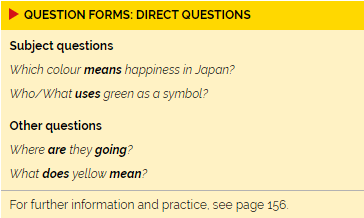 QUESTION FORMS: DIRECT QUESTIONS
Subject questions
Which colour means happiness in Japan?
Who/What uses green as a symbol?
Other questions
Where are they going?
What does yellow mean?
For further information and practice, see page 156.